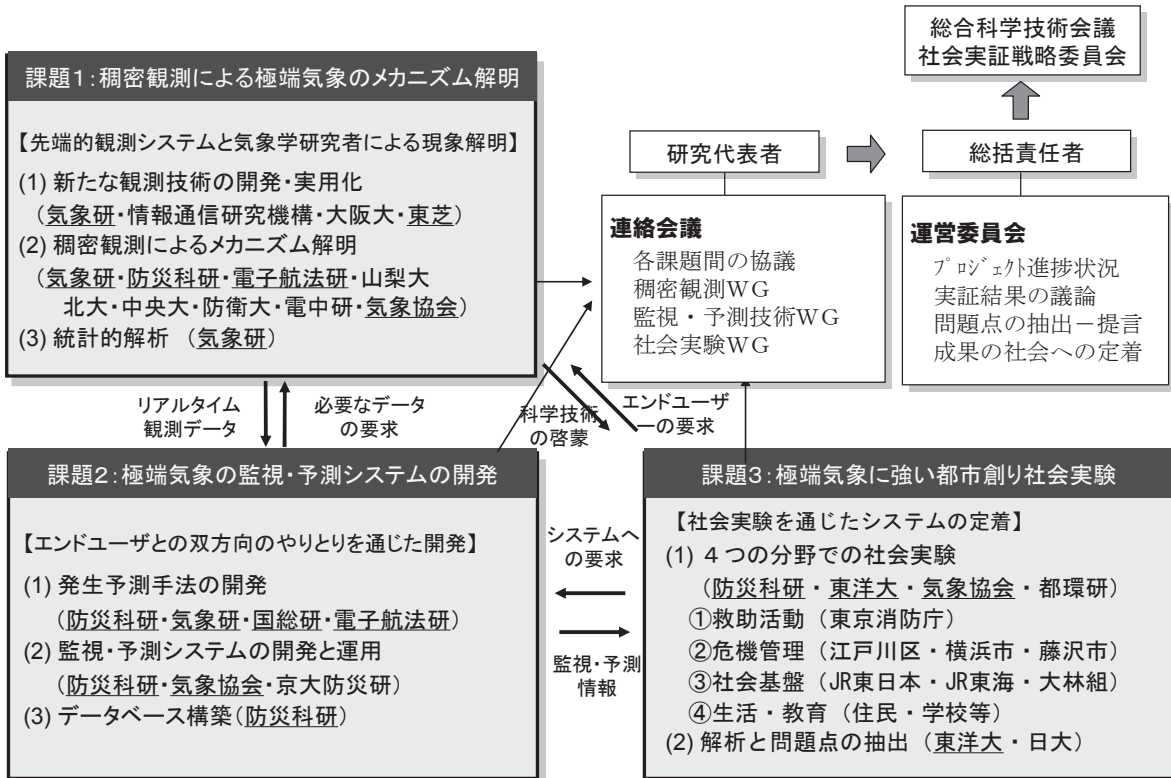 総合科学技術会議
社会実証戦略委員会
課題1：稠密観測による極端気象のメカニズム解明
【先端的観測システムと気象学研究者による現象解明】
(1) 新たな観測技術の開発・実用化
（気象研・情報通信研究機構・大阪大・東芝）
(2) 稠密観測によるメカニズム解明
（気象研・防災科研・電子航法研・山梨大
北大・中央大・防衛大・電中研・気象協会）
(3) 統計的解析 （気象研）
研究代表者
総括責任者
連絡会議
各課題間の協議
稠密観測WG
監視・予測技術WG
社会実験WG
運営委員会
ﾌﾟﾛｼﾞｪｸﾄ進捗状況
実証結果の議論
問題点の抽出－提言
成果の社会への定着
リアルタイム
観測データ
必要なデータ
の要求
科学技術
の啓蒙
エンドユーザ
ーの要求
課題2：極端気象の監視・予測システムの開発
【エンドユーザとの双方向のやりとりを通じた開発】
(1) 発生予測手法の開発
（防災科研・気象研・国総研・電子航法研）
(2) 監視・予測システムの開発と運用
（防災科研・気象協会・京大防災研）
(3) データベース構築（防災科研）
システムへ
の要求
監視・予測
情報
課題3：極端気象に強い都市創り社会実験
【社会実験を通じたシステムの定着】
(1) ４つの分野での社会実験
（防災科研・東洋大・気象協会・都環研）
①救助活動（東京消防庁）
②危機管理（江戸川区・横浜市・藤沢市）
③社会基盤（JR東日本・JR東海・大林組）
④生活・教育（住民・学校等）
(2) 解析と問題点の抽出（東洋大・日大）